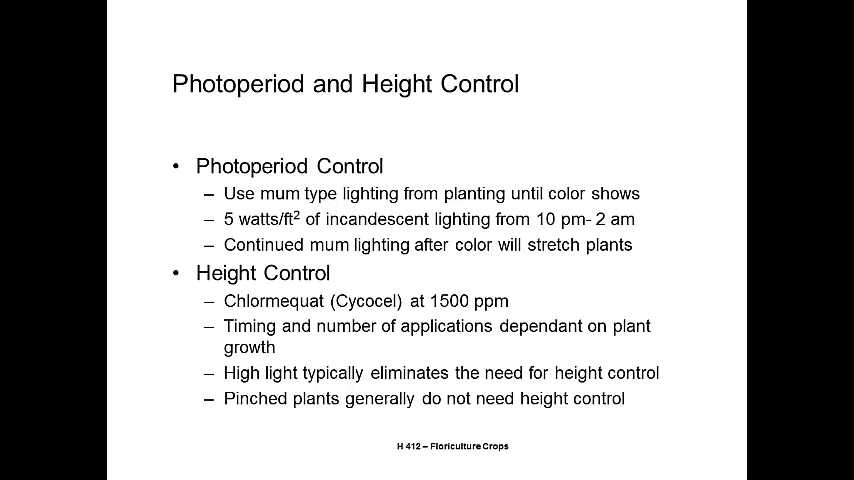 Photoperiod and Height Control
• Photoperiod Control
– Use mum type lighting from planting until color shows
– 5 watts/ft² of incandescent lighting from 10 pm- 2 am
– Continued mum lighting after color will stretch plants
• Height Control
– Chlormequat (Cycocel) at 1500 ppm
– Timing and number of applications dependant on plant
growth
– High light typically eliminates the need for height control
– Pinched plants generally do not need height control
H 412 – Floriculture Crops